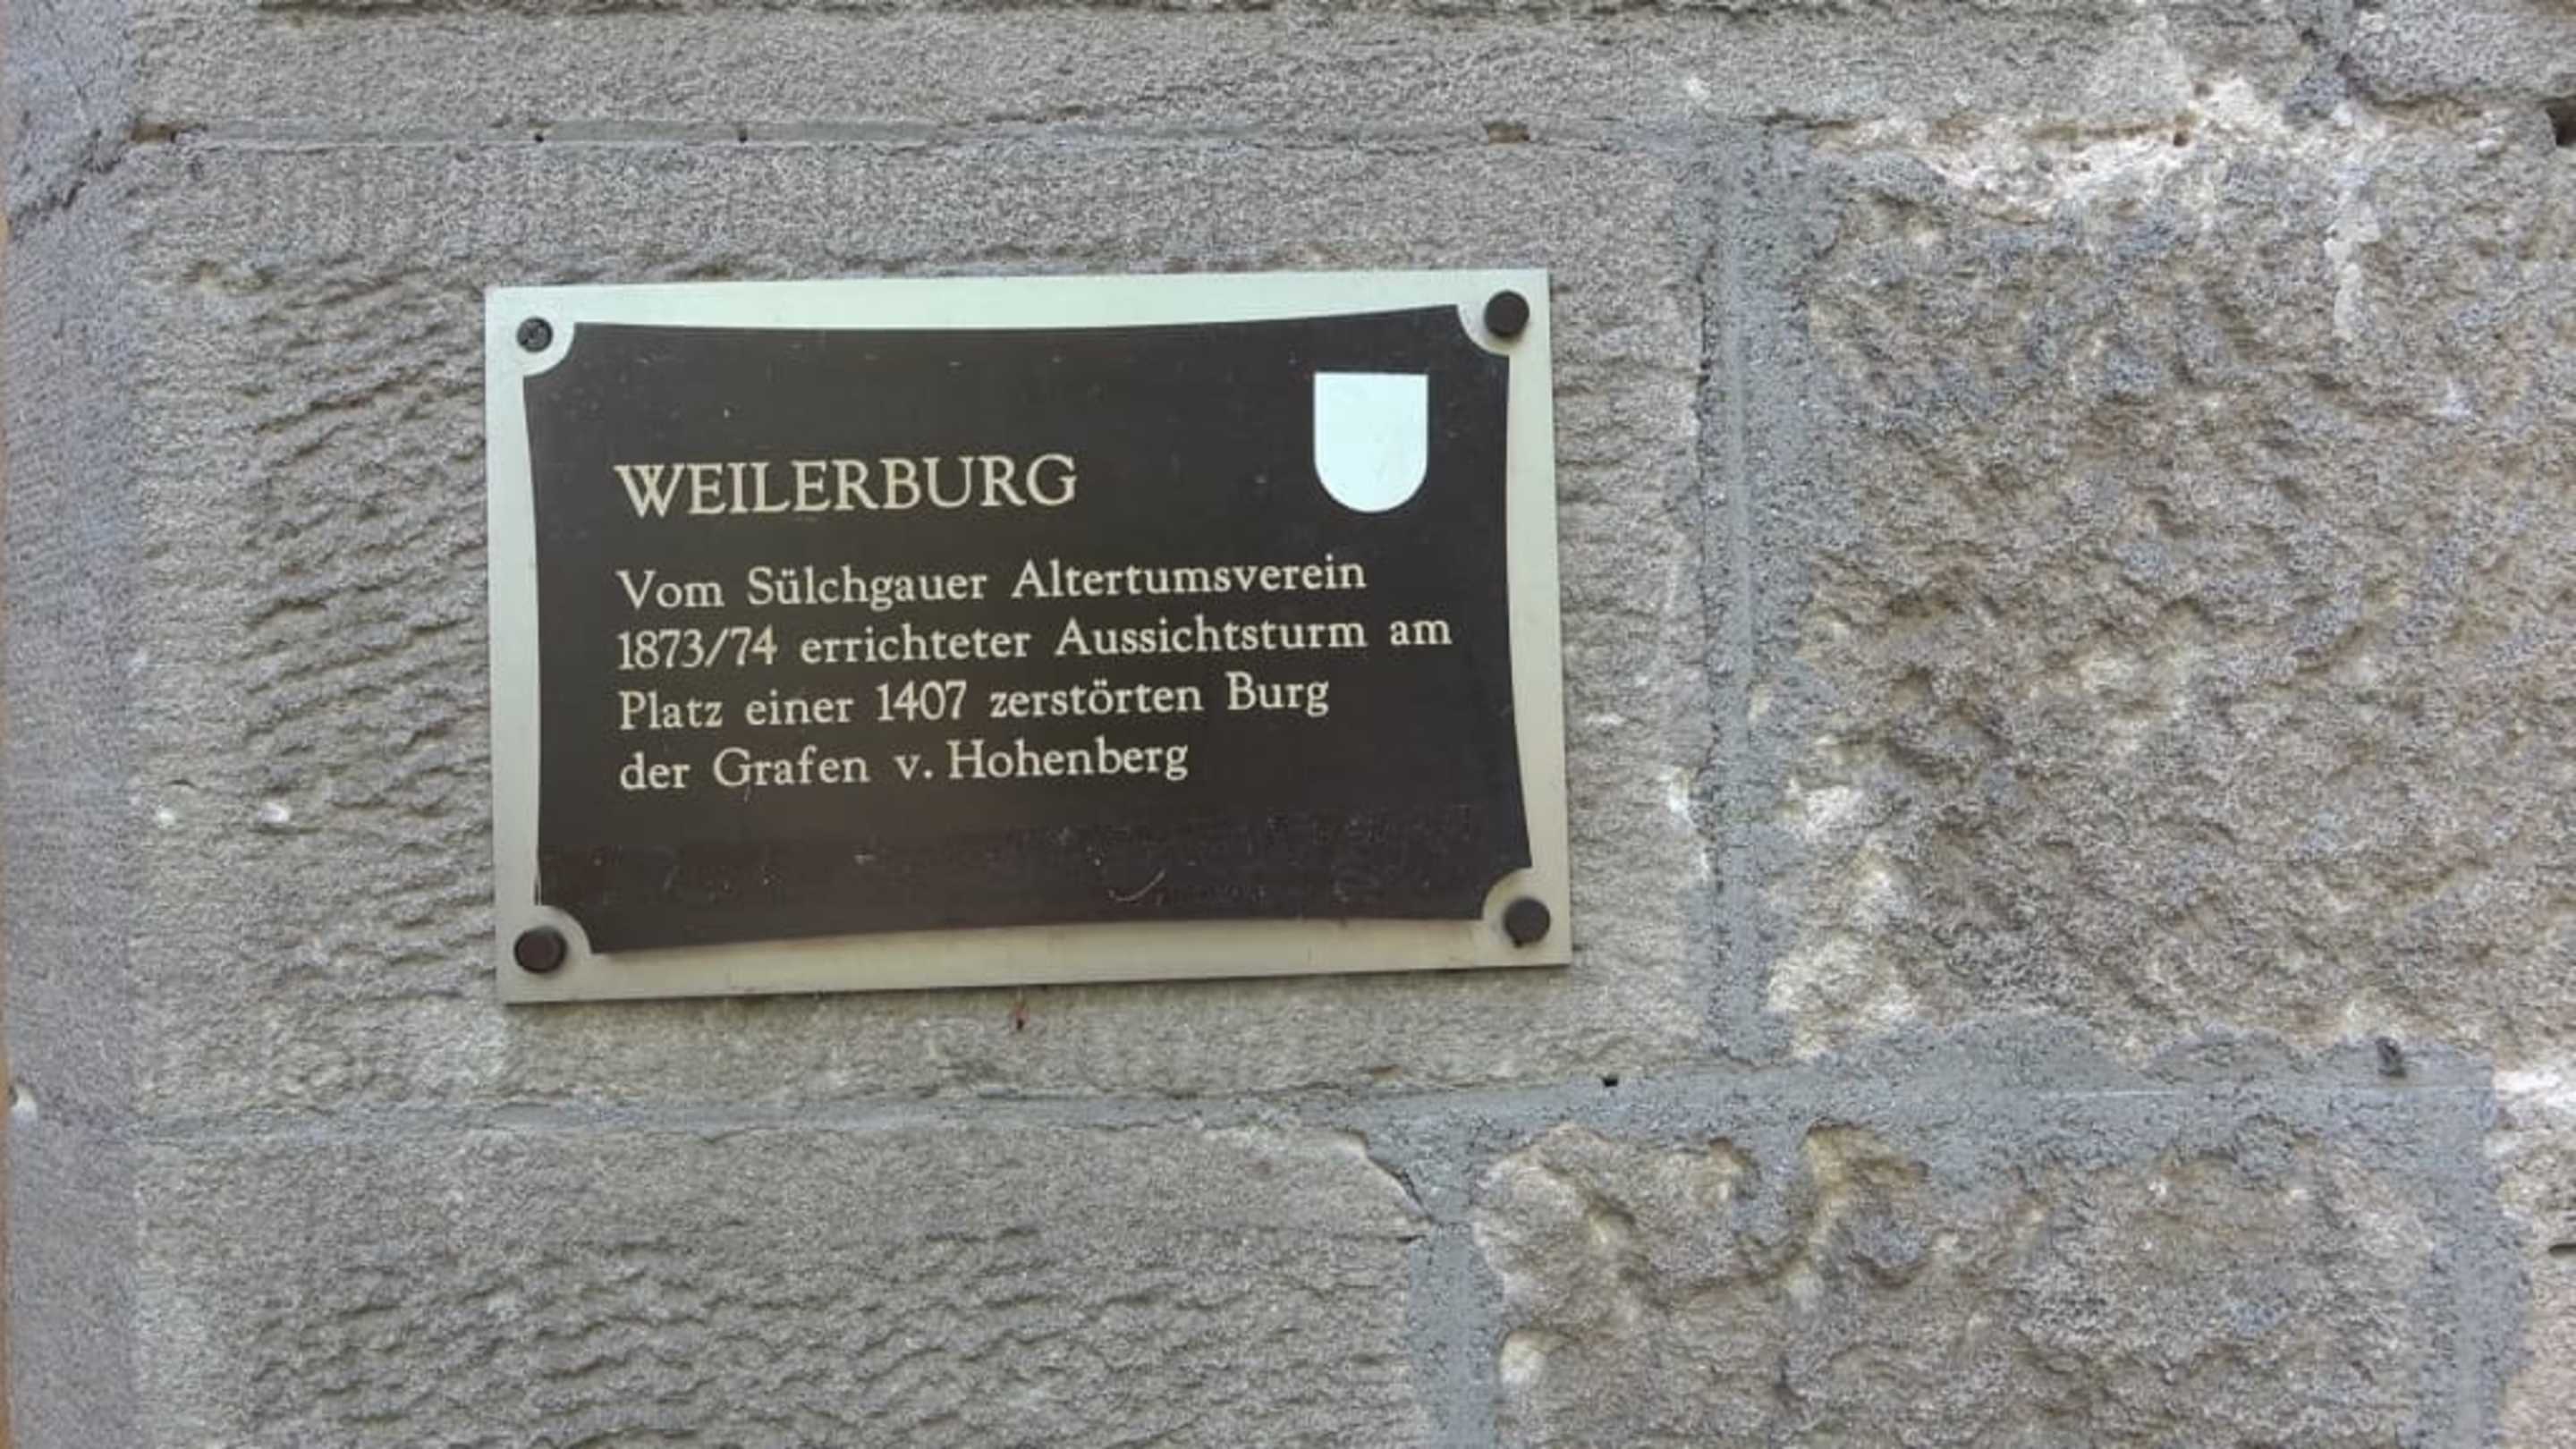 WEILERBURG
Vom Sülchgauer Altertumsverein
1873/74 errichteter Aussichtsturm am
Platz einer 1407 zerstörten Burg
der Grafen v. Hohenberg